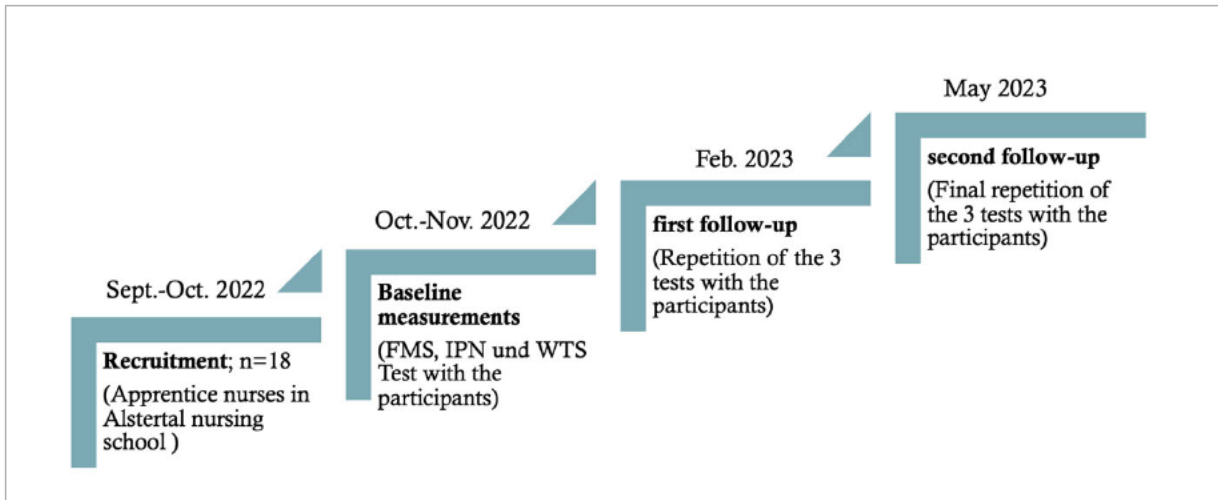 Sept.-Oct. 2022
Recruitment; n=18
(Apprentice nurses in
Alstertal nursing
school )
Oct.-Nov. 2022
Baseline
measurements
(FMS, IPN und WTS
Test with the
participants)
Feb. 2023
first follow-up
(Repetition of the 3
tests with the
participants)
May 2023
second follow-up
(Final repetition of
the 3 tests with the
participants)